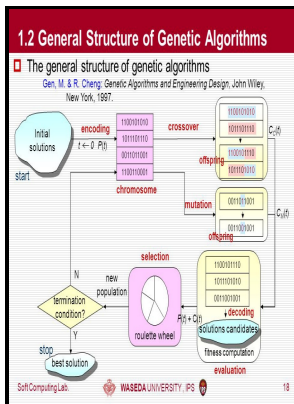 1.2 General Structure of Genetic Algorithms
The general structure of genetic algorithms
Gen, M. & R. Cheng: Genetic Algorithms and Engineering Design, John Wiley,
New York, 1997.
Initial
solutions
start
encoding
t ← 0 P(t)
1100101010
1011101110
0011011001
1100110001
chromosome
crossover
1100101010
1011101110
offspring
1100101110
1011101010
C_c(t)
mutation
0011011001
0011001001
offspring
C_m(t)
selection
new
population
roulette wheel
P(t) + C(t)
1100101110
1011101010
0011001001
decoding
solutions candidates
fitness computation
evaluation
N
termination
condition?
Y
stop
best solution
Soft Computing Lab.
WASEDA UNIVERSITY , IPS
18